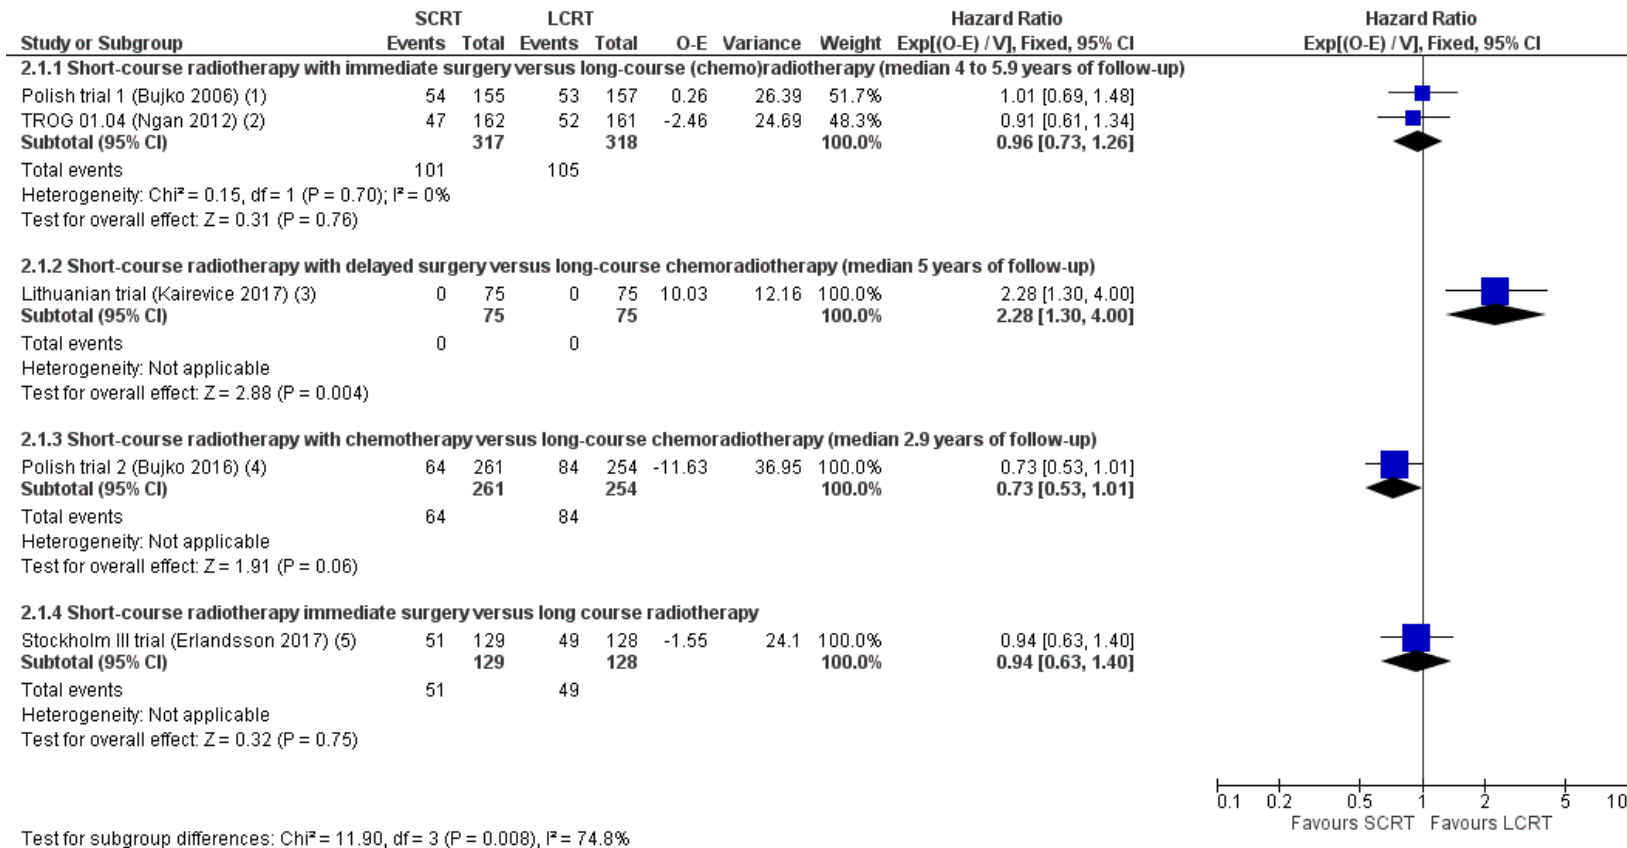 SCRT LCRT Hazard Ratio Hazard Ratio
Study or Subgroup Events Total Events Total O-E Variance Weight Exp[(O-E) / V], Fixed, 95% CI Exp[(O-E) / V], Fixed, 95% CI
2.1.1 Short-course radiotherapy with immediate surgery versus long-course (chemo)radiotherapy (median 4 to 5.9 years of follow-up)
Polish trial 1 (Bujko 2006) (1) 54 155 53 157 0.26 26.39 51.7% 1.01 [0.69, 1.48]
TROG 01.04 (Ngan 2012) (2) 47 162 52 161 -2.46 24.69 48.3% 0.91 [0.61, 1.34]
Subtotal (95% CI) 317 318 100.0% 0.96 [0.73, 1.26]
Total events 101 105
Heterogeneity: Chi² = 0.15, df = 1 (P = 0.70); I² = 0%
Test for overall effect: Z = 0.31 (P = 0.76)
2.1.2 Short-course radiotherapy with delayed surgery versus long-course chemoradiotherapy (median 5 years of follow-up)
Lithuanian trial (Kairevice 2017) (3) 0 75 0 75 10.03 12.16 100.0% 2.28 [1.30, 4.00]
Subtotal (95% CI) 75 75 100.0% 2.28 [1.30, 4.00]
Total events 0 0
Heterogeneity: Not applicable
Test for overall effect: Z = 2.88 (P = 0.004)
2.1.3 Short-course radiotherapy with chemotherapy versus long-course chemoradiotherapy (median 2.9 years of follow-up)
Polish trial 2 (Bujko 2016) (4) 64 261 84 254 -11.63 36.95 100.0% 0.73 [0.53, 1.01]
Subtotal (95% CI) 261 254 100.0% 0.73 [0.53, 1.01]
Total events 64 84
Heterogeneity: Not applicable
Test for overall effect: Z = 1.91 (P = 0.06)
2.1.4 Short-course radiotherapy immediate surgery versus long course radiotherapy
Stockholm III trial (Erlandsson 2017) (5) 51 129 49 128 -1.55 24.1 100.0% 0.94 [0.63, 1.40]
Subtotal (95% CI) 129 128 100.0% 0.94 [0.63, 1.40]
Total events 51 49
Heterogeneity: Not applicable
Test for overall effect: Z = 0.32 (P = 0.75)
0.1 0.2 0.5 1 2 5 10
Favours SCRT Favours LCRT
Test for subgroup differences: Chi² = 11.90, df = 3 (P = 0.008), I² = 74.8%